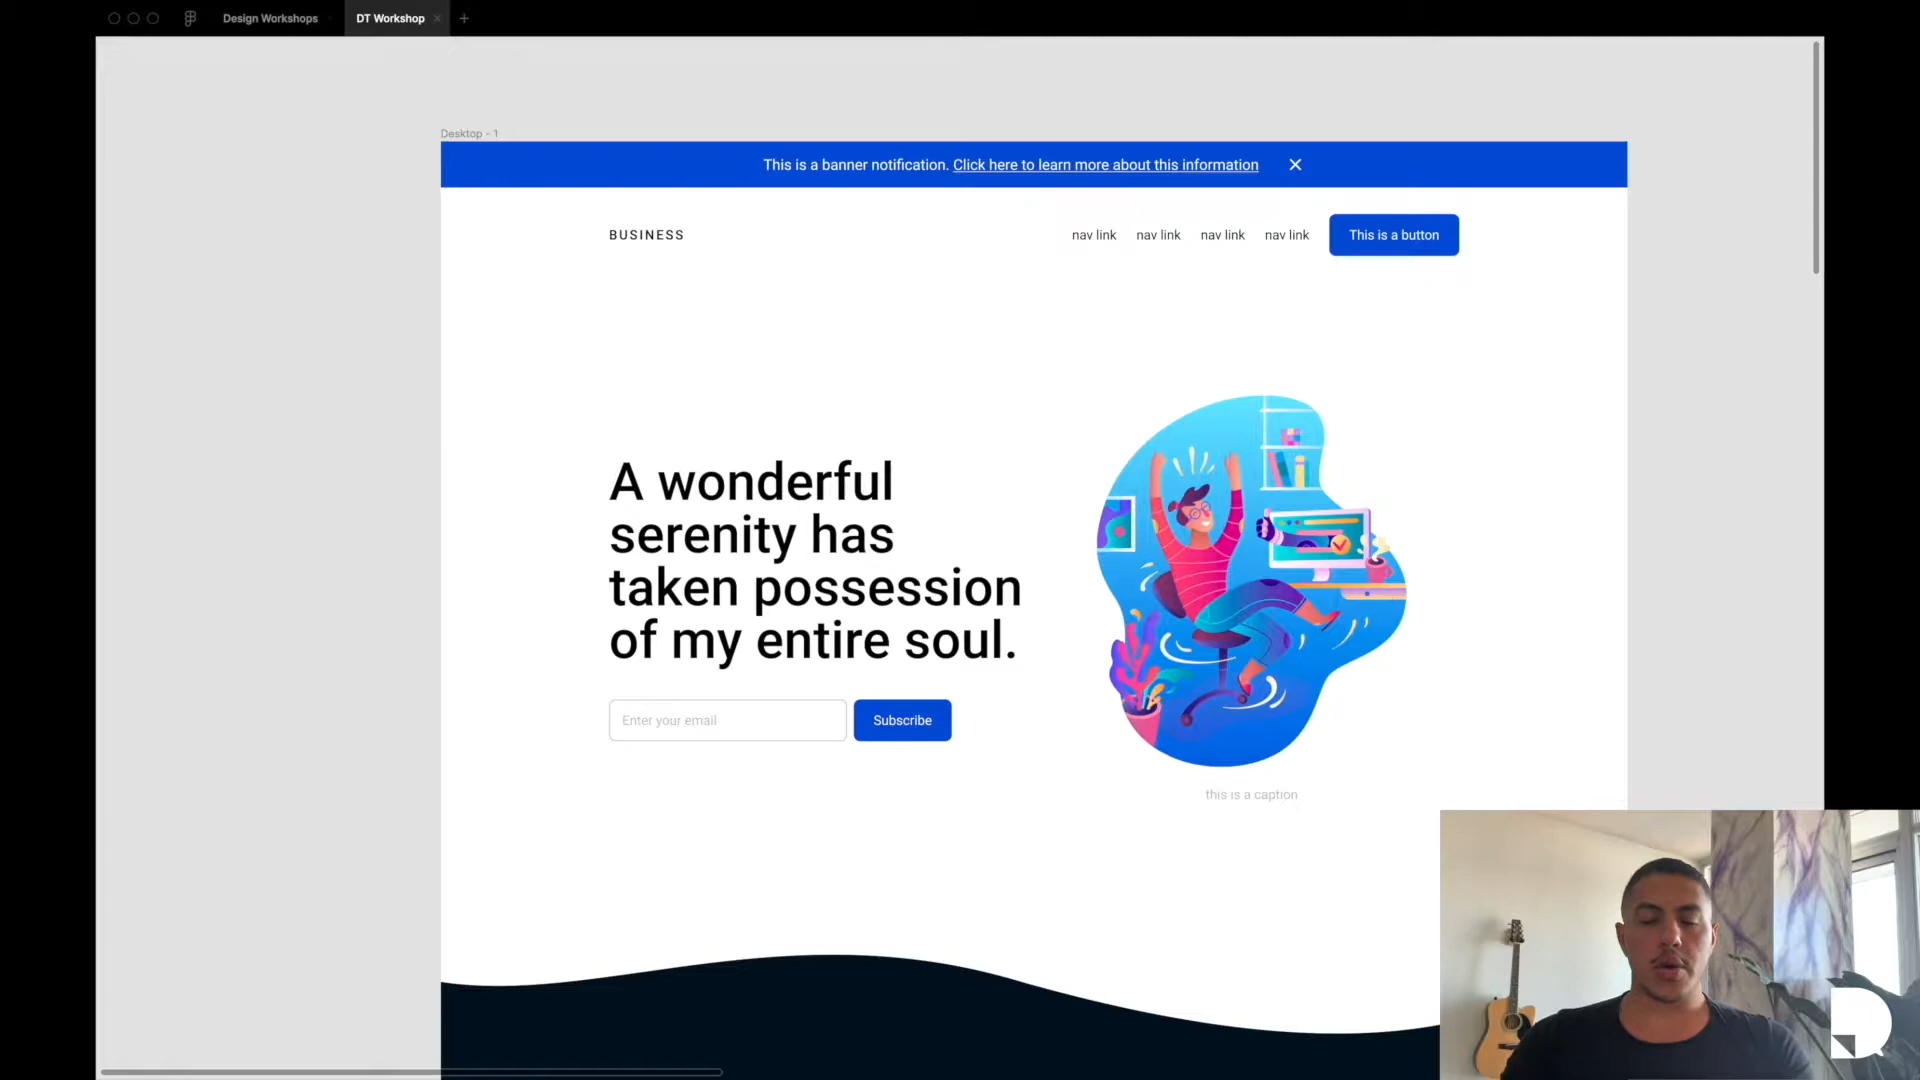 Design Workshops
DT Workshop
Desktop - 1
This is a banner notification. Click here to learn more about this information
BUSINESS
nav link nav link nav link nav link This is a button
A wonderful
serenity has
taken possession
of my entire soul.
Enter your email Subscribe
this is a caption